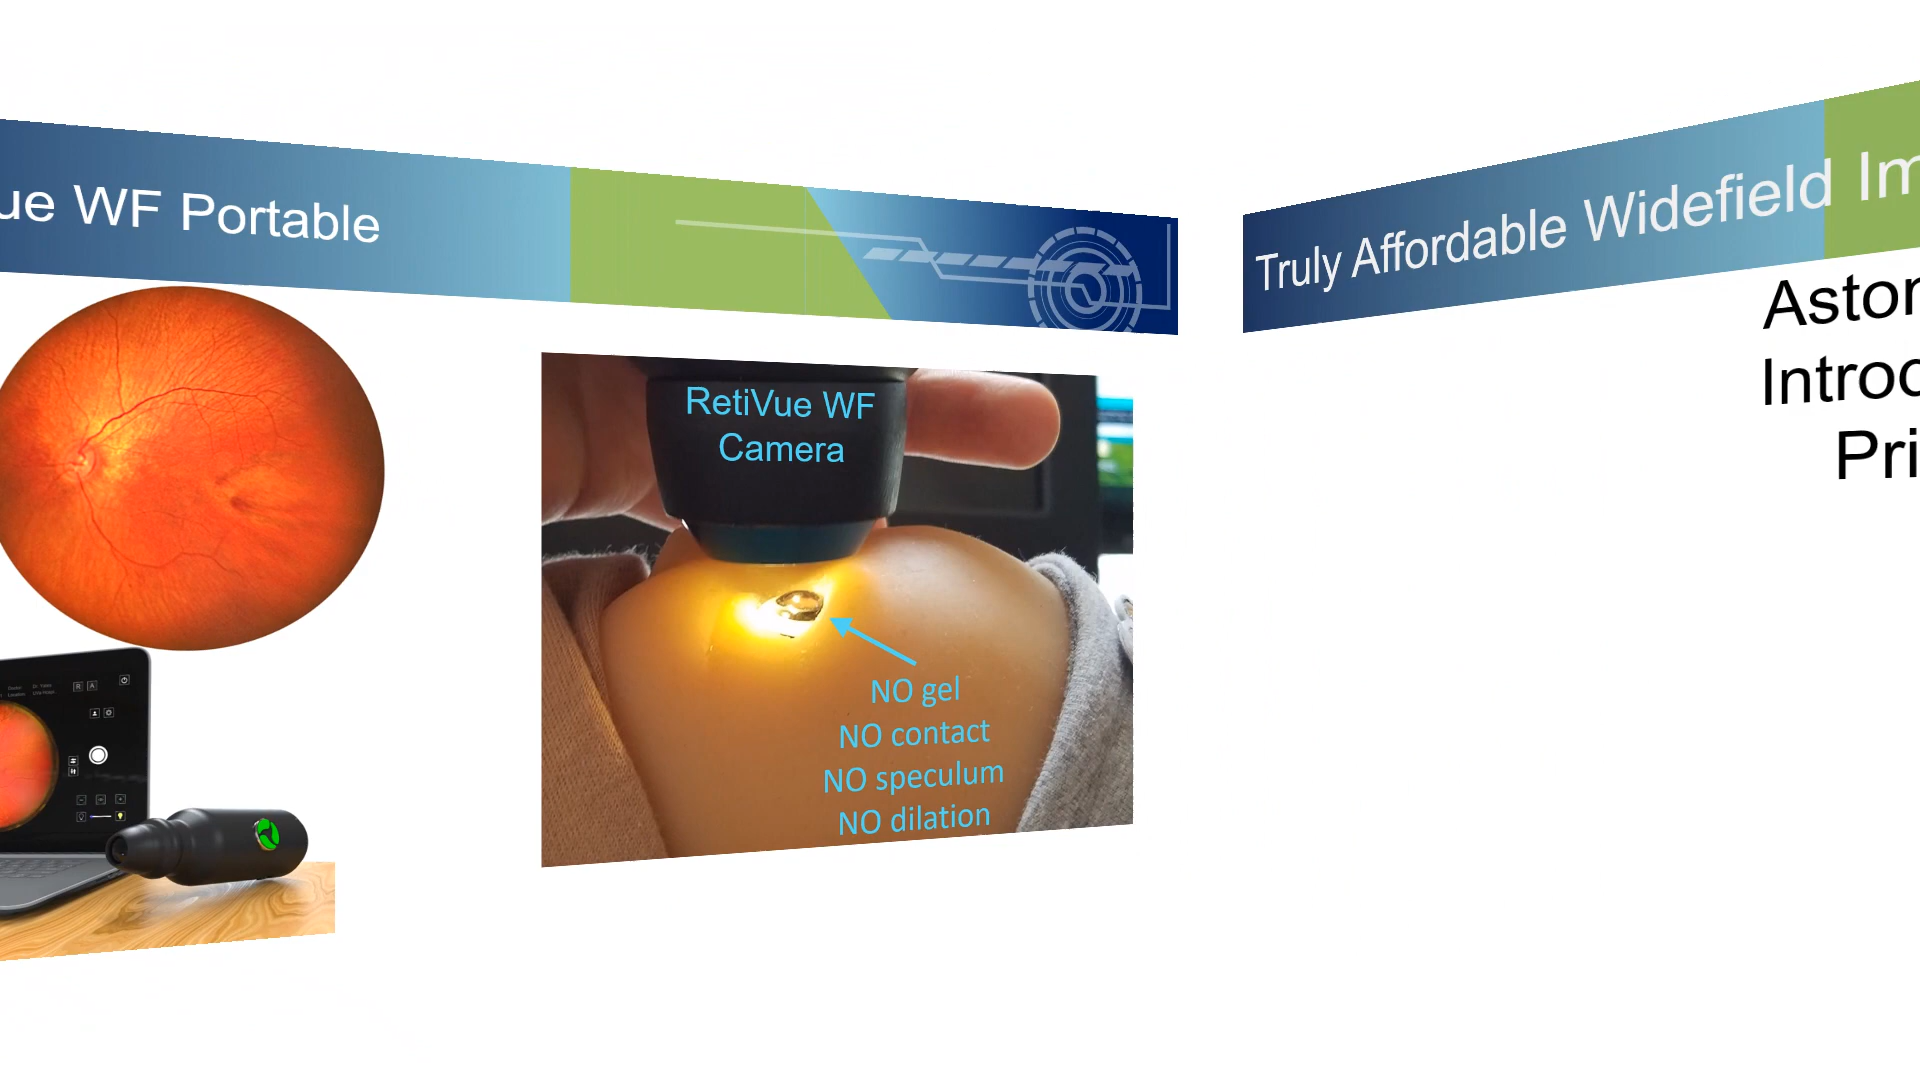 ue WF Portable
RetiVue WF
Camera
NO gel
NO contact
NO speculum
NO dilation
R A
Truly Affordable Widefield Im
Aston
Introd
Pri